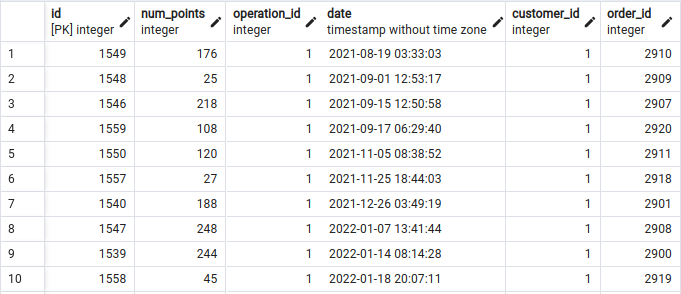 id num_points operation_id date customer_id order_id
[PK] integer integer integer timestamp without time zone integer integer
1 1549 176 1 2021-08-19 03:33:03 1 2910
2 1548 25 1 2021-09-01 12:53:17 1 2909
3 1546 218 1 2021-09-15 12:50:58 1 2907
4 1559 108 1 2021-09-17 06:29:40 1 2920
5 1550 120 1 2021-11-05 08:38:52 1 2911
6 1557 27 1 2021-11-25 18:44:03 1 2918
7 1540 188 1 2021-12-26 03:49:19 1 2901
8 1547 248 1 2022-01-07 13:41:44 1 2908
9 1539 244 1 2022-01-14 08:14:28 1 2900
10 1558 45 1 2022-01-18 20:07:11 1 2919